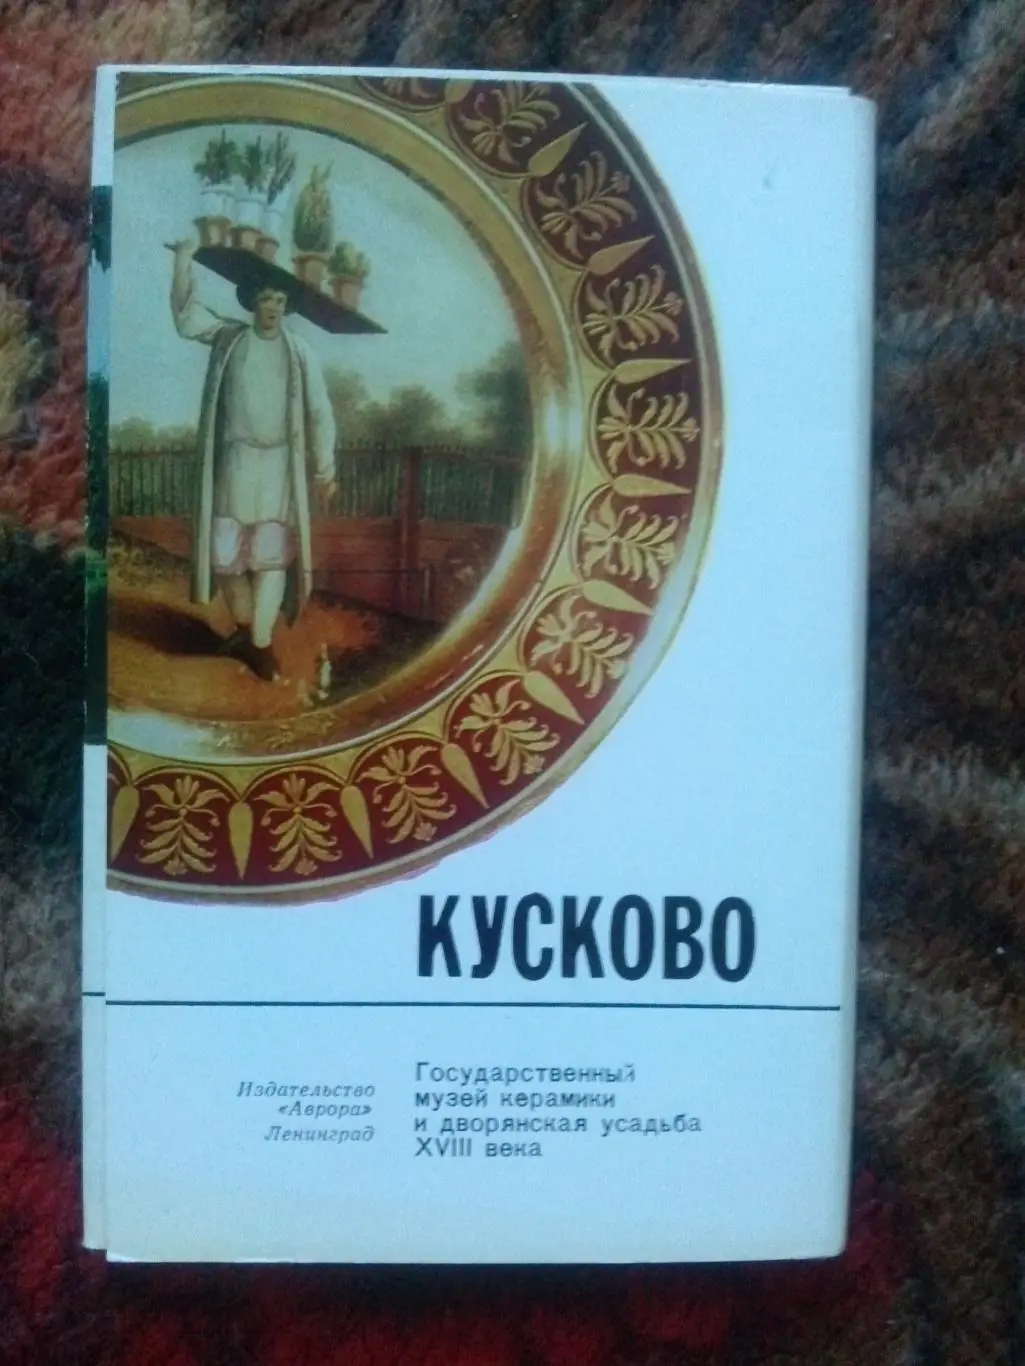 КУСКОВО
Издательство
«Аврора»
Ленинград
Государственный
музей керамики
и дворянская усадьба
XVIII века